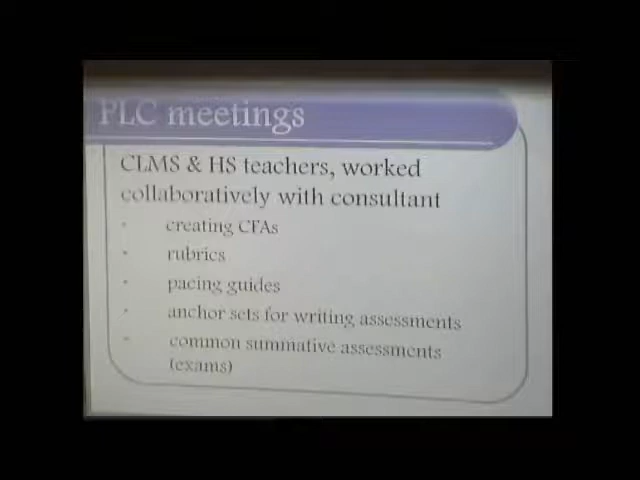 PLC meetings
CLMS & HS teachers, worked
collaboratively with consultant
creating CFAs
rubrics
pacing guides
anchor sets for writing assessments
common summative assessments
(exams)